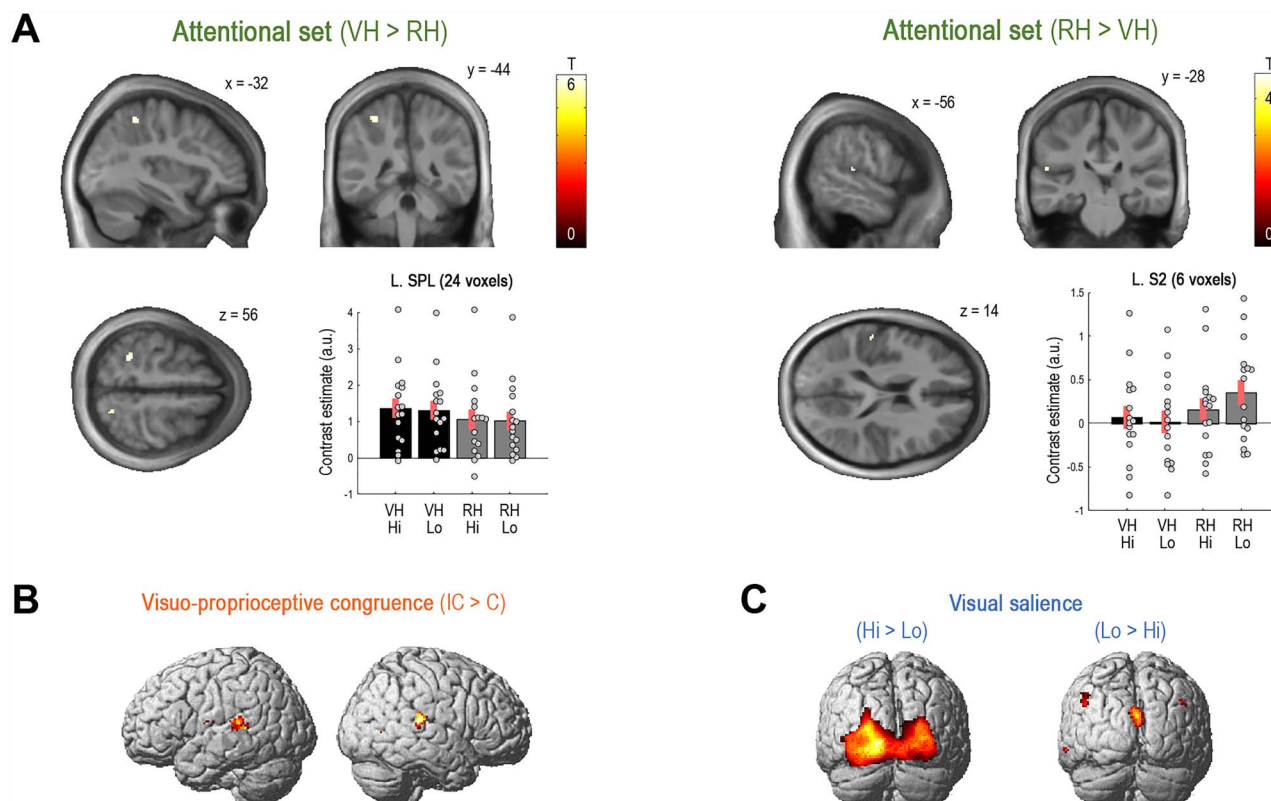 A
Attentional set (VH > RH)
x = -32
y = -44
T
6
0
z = 56
L. SPL (24 voxels)
Contrast estimate (a.u.)
4
3
2
1
0
-1
VH Hi
VH Lo
RH Hi
RH Lo
Attentional set (RH > VH)
x = -56
y = -28
T
4
0
z = 14
L. S2 (6 voxels)
Contrast estimate (a.u.)
1.5
1
0.5
0
-0.5
-1
VH Hi
VH Lo
RH Hi
RH Lo
B
Visuo-proprioceptive congruence (IC > C)
C
Visual salience
(Hi > Lo)
(Lo > Hi)